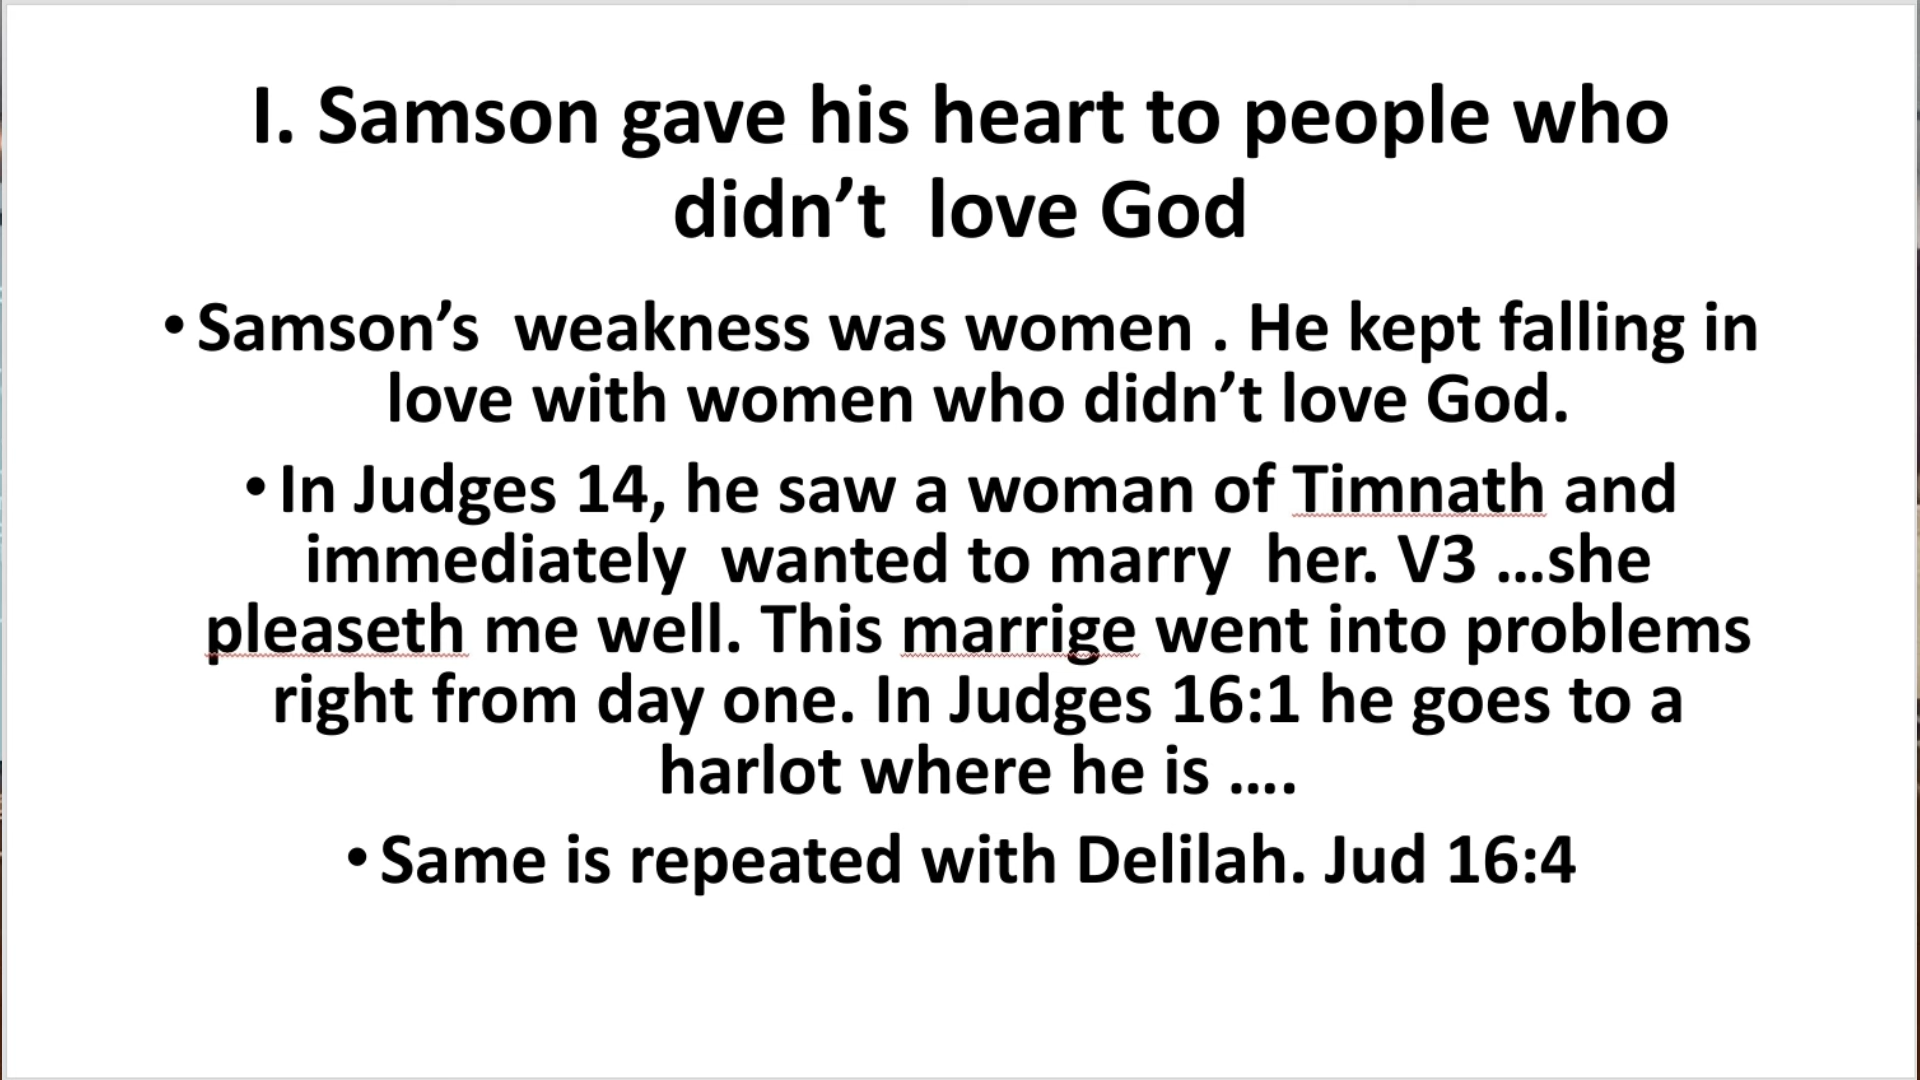 I. Samson gave his heart to people who
didn’t  love God
• Samson’s  weakness was women . He kept falling in
love with women who didn’t love God.
• In Judges 14, he saw a woman of Timnath and
immediately  wanted to marry  her. V3 …she
pleaseth me well. This marrige went into problems
right from day one. In Judges 16:1 he goes to a
harlot where he is ….
• Same is repeated with Delilah. Jud 16:4